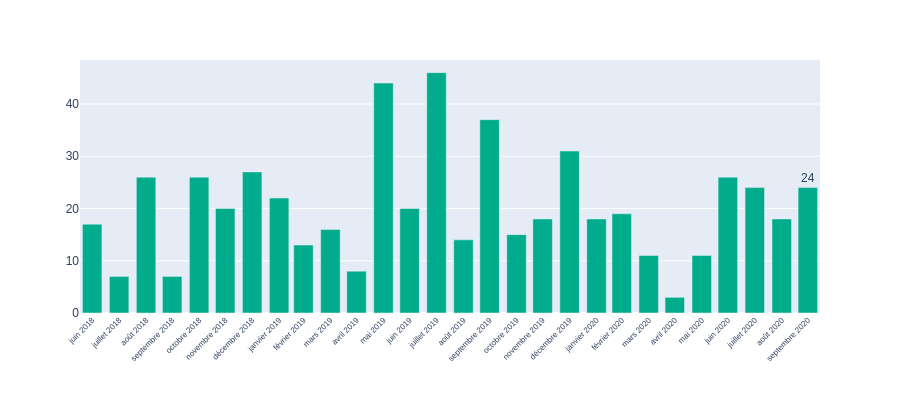 40
30
20
10
0
24
juin 2018
juillet 2018
août 2018
septembre 2018
octobre 2018
novembre 2018
décembre 2018
janvier 2019
février 2019
mars 2019
avril 2019
mai 2019
juin 2019
juillet 2019
août 2019
septembre 2019
octobre 2019
novembre 2019
décembre 2019
janvier 2020
février 2020
mars 2020
avril 2020
mai 2020
juin 2020
juillet 2020
août 2020
septembre 2020